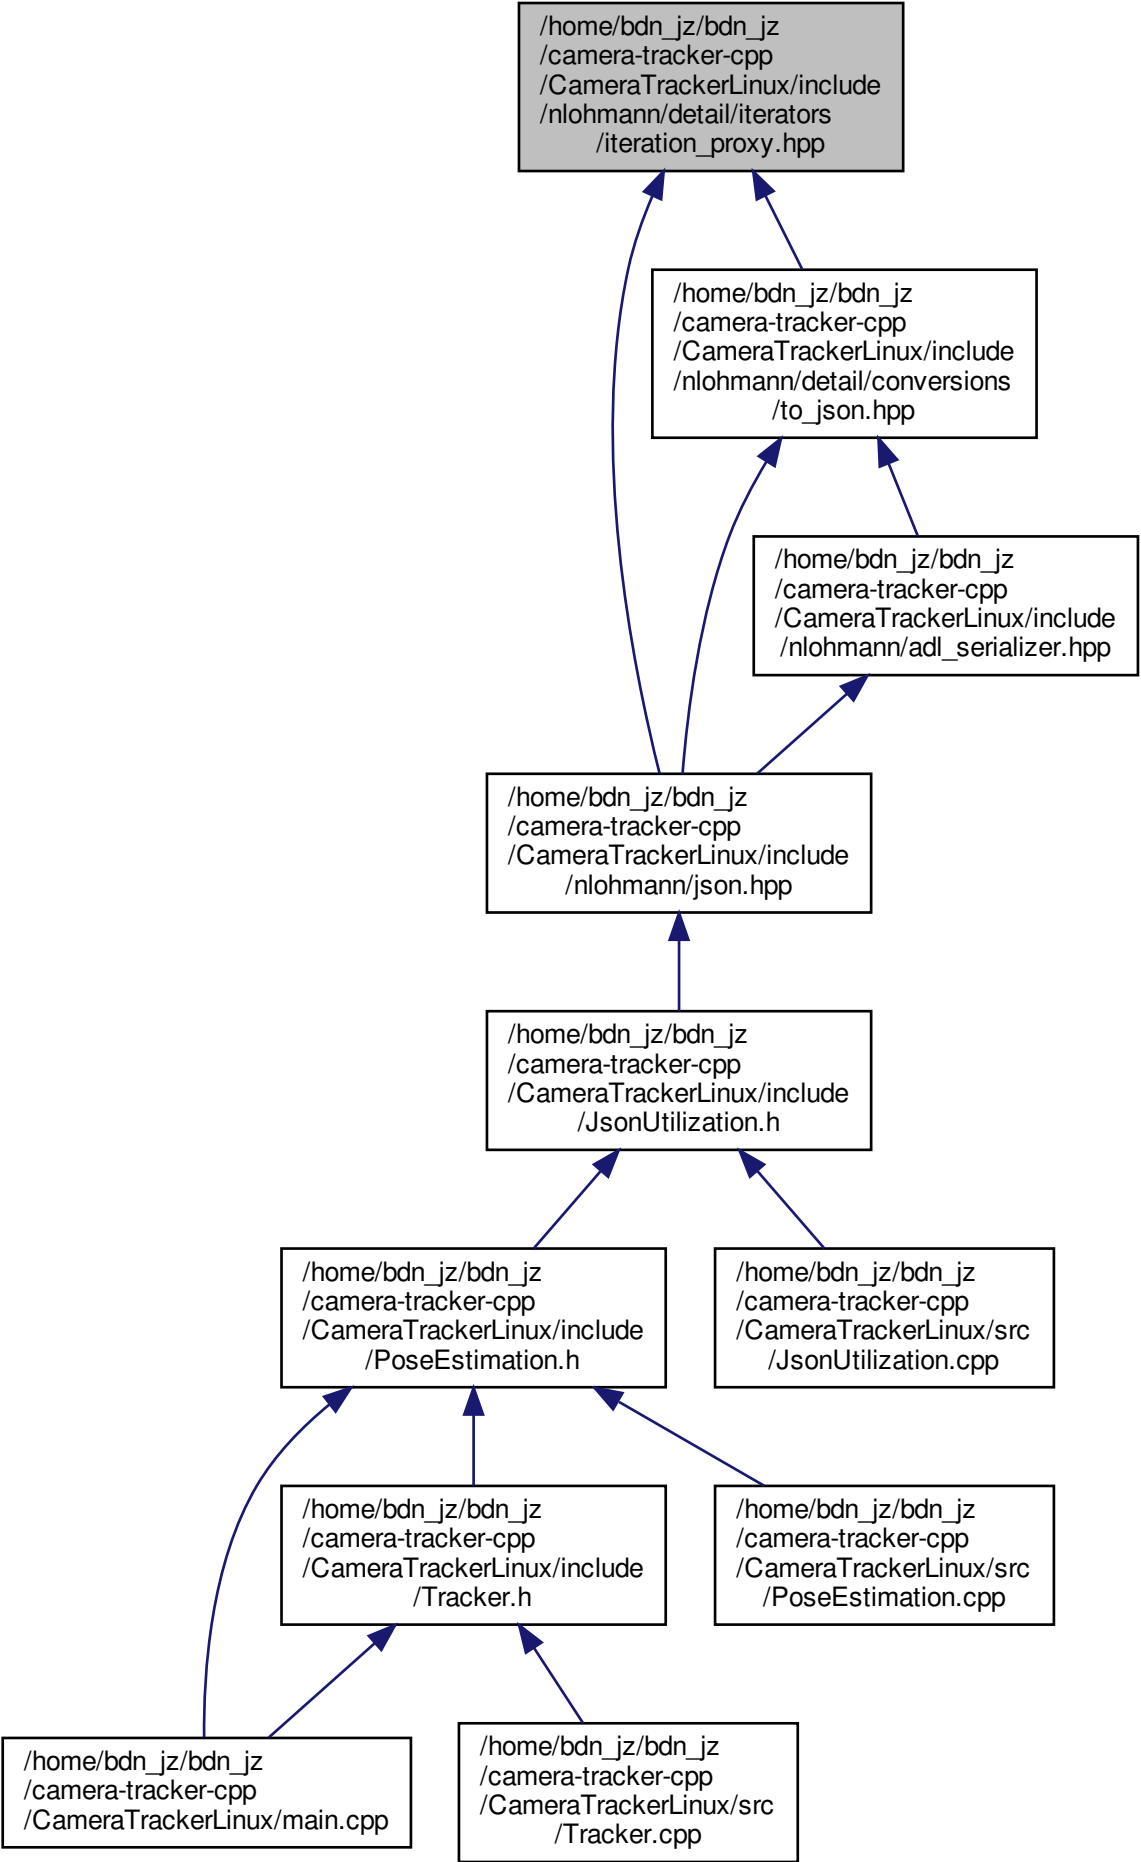 /home/bdn_jz/bdn_jz
/camera-tracker-cpp
/CameraTrackerLinux/include
/nlohmann/detail/iterators
/iteration_proxy.hpp
/home/bdn_jz/bdn_jz
/camera-tracker-cpp
/CameraTrackerLinux/include
/nlohmann/detail/conversions
/to_json.hpp
/home/bdn_jz/bdn_jz
/camera-tracker-cpp
/CameraTrackerLinux/include
/nlohmann/adl_serializer.hpp
/home/bdn_jz/bdn_jz
/camera-tracker-cpp
/CameraTrackerLinux/include
/nlohmann/json.hpp
/home/bdn_jz/bdn_jz
/camera-tracker-cpp
/CameraTrackerLinux/include
/JsonUtilization.h
/home/bdn_jz/bdn_jz
/camera-tracker-cpp
/CameraTrackerLinux/include
/PoseEstimation.h
/home/bdn_jz/bdn_jz
/camera-tracker-cpp
/CameraTrackerLinux/src
/JsonUtilization.cpp
/home/bdn_jz/bdn_jz
/camera-tracker-cpp
/CameraTrackerLinux/include
/Tracker.h
/home/bdn_jz/bdn_jz
/camera-tracker-cpp
/CameraTrackerLinux/src
/PoseEstimation.cpp
/home/bdn_jz/bdn_jz
/camera-tracker-cpp
/CameraTrackerLinux/main.cpp
/home/bdn_jz/bdn_jz
/camera-tracker-cpp
/CameraTrackerLinux/src
/Tracker.cpp